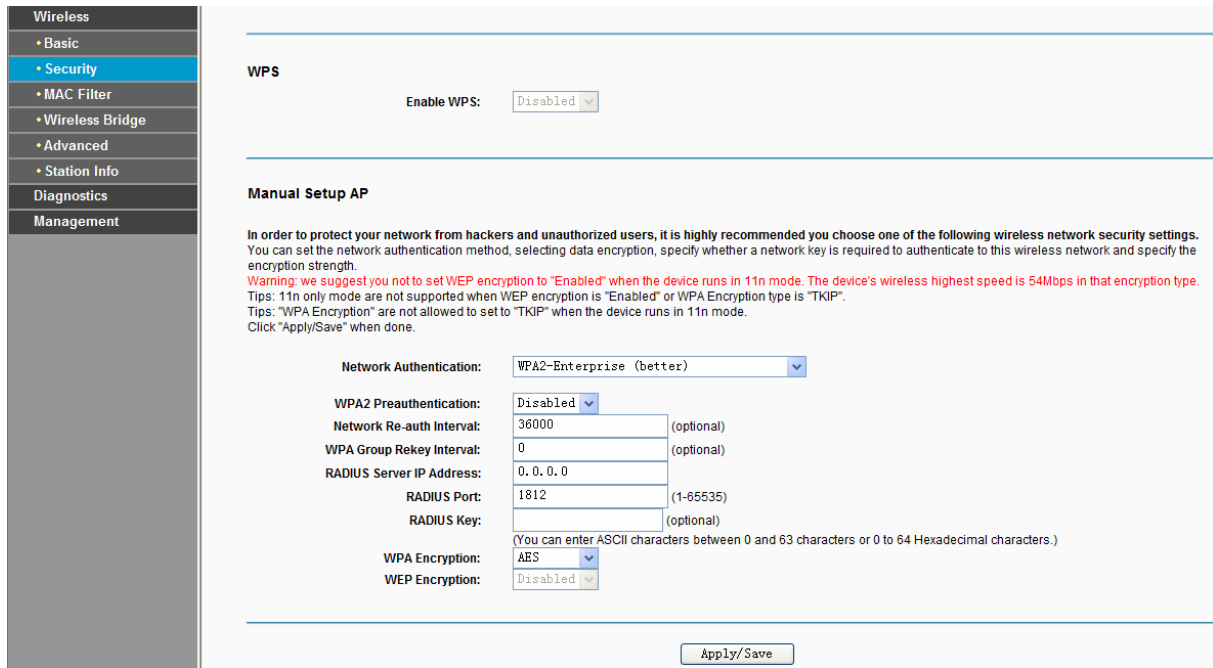 Wireless
• Basic
• Security
• MAC Filter
• Wireless Bridge
• Advanced
• Station Info
Diagnostics
Management
WPS
Enable WPS: Disabled
Manual Setup AP
In order to protect your network from hackers and unauthorized users, it is highly recommended you choose one of the following wireless network security settings.
You can set the network authentication method, selecting data encryption, specify whether a network key is required to authenticate to this wireless network and specify the
encryption strength.
Warning: we suggest you not to set WEP encryption to "Enabled" when the device runs in 11n mode. The device's wireless highest speed is 54Mbps in that encryption type.
Tips: 11n only mode are not supported when WEP encryption is "Enabled" or WPA Encryption type is "TKIP".
Tips: "WPA Encryption" are not allowed to set to "TKIP" when the device runs in 11n mode.
Click "Apply/Save" when done.
Network Authentication: WPA2-Enterprise (better)
WPA2 Preauthentication: Disabled
Network Re-auth Interval: 36000 (optional)
WPA Group Rekey Interval: 0 (optional)
RADIUS Server IP Address: 0.0.0.0
RADIUS Port: 1812 (1-65535)
RADIUS Key: (optional)
(You can enter ASCII characters between 0 and 63 characters or 0 to 64 Hexadecimal characters.)
WPA Encryption: AES
WEP Encryption: Disabled
Apply/Save